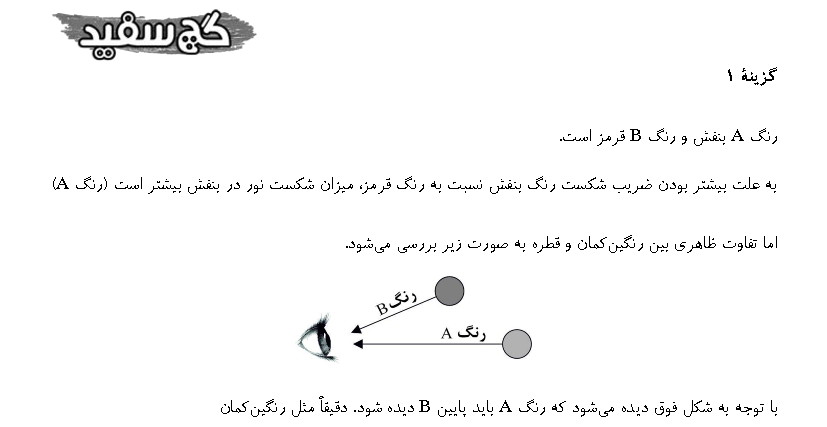 گچ سفید
گزینهٔ ۱
رنگ A بنفش و رنگ B قرمز است.
به علت بیشتر بودن ضریب شکست رنگ بنفش نسبت به رنگ قرمز، میزان شکست نور در بنفش بیشتر است (رنگ A)
اما تفاوت ظاهری بین رنگین‌کمان و قطره به صورت زیر بررسی می‌شود.
رنگ B
رنگ A
با توجه به شکل فوق دیده می‌شود که رنگ A باید پایین B دیده شود. دقیقاً مثل رنگین‌کمان